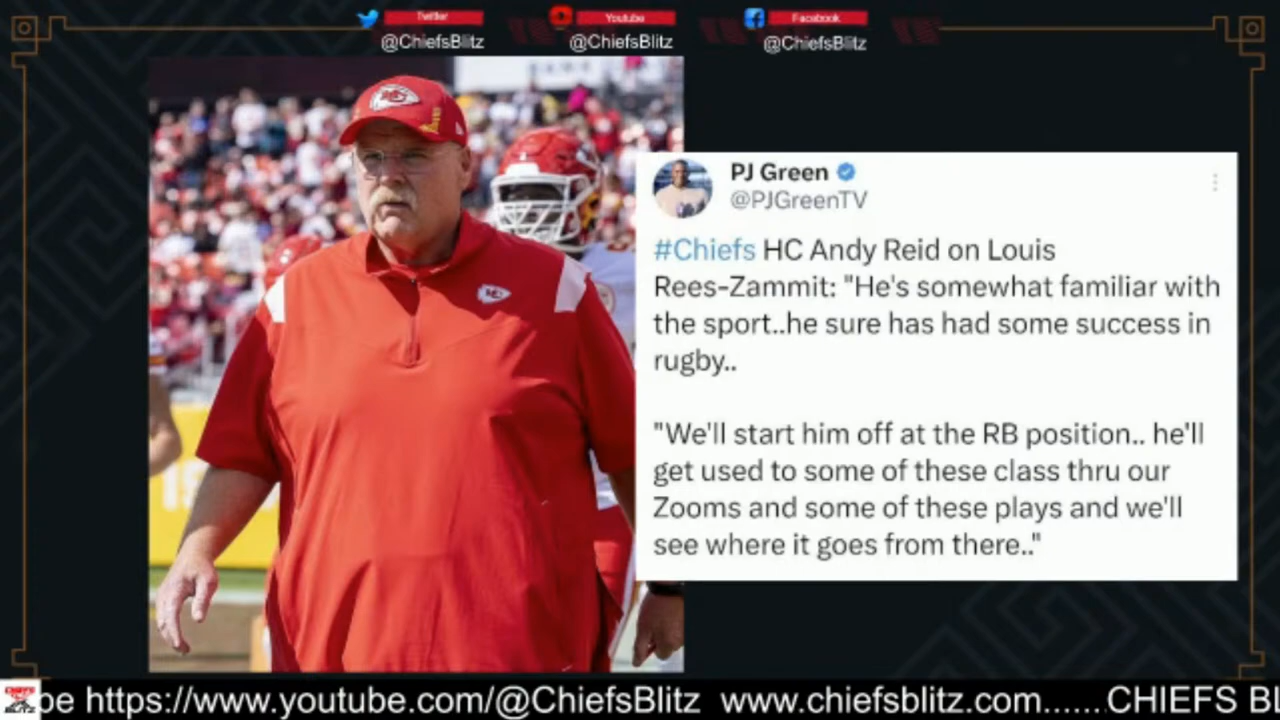 Twitter
Youtube
Facebook
@ChiefsBlitz
@ChiefsBlitz
@ChiefsBlitz
PJ Green
@PJGreenTV
#Chiefs HC Andy Reid on Louis
Rees-Zammit: "He's somewhat familiar with
the sport..he sure has had some success in
rugby..
"We'll start him off at the RB position.. he'll
get used to some of these class thru our
Zooms and some of these plays and we'll
see where it goes from there.."
be https://www.youtube.com/@ChiefsBlitz www.chiefsblitz.com......CHIEFS BL